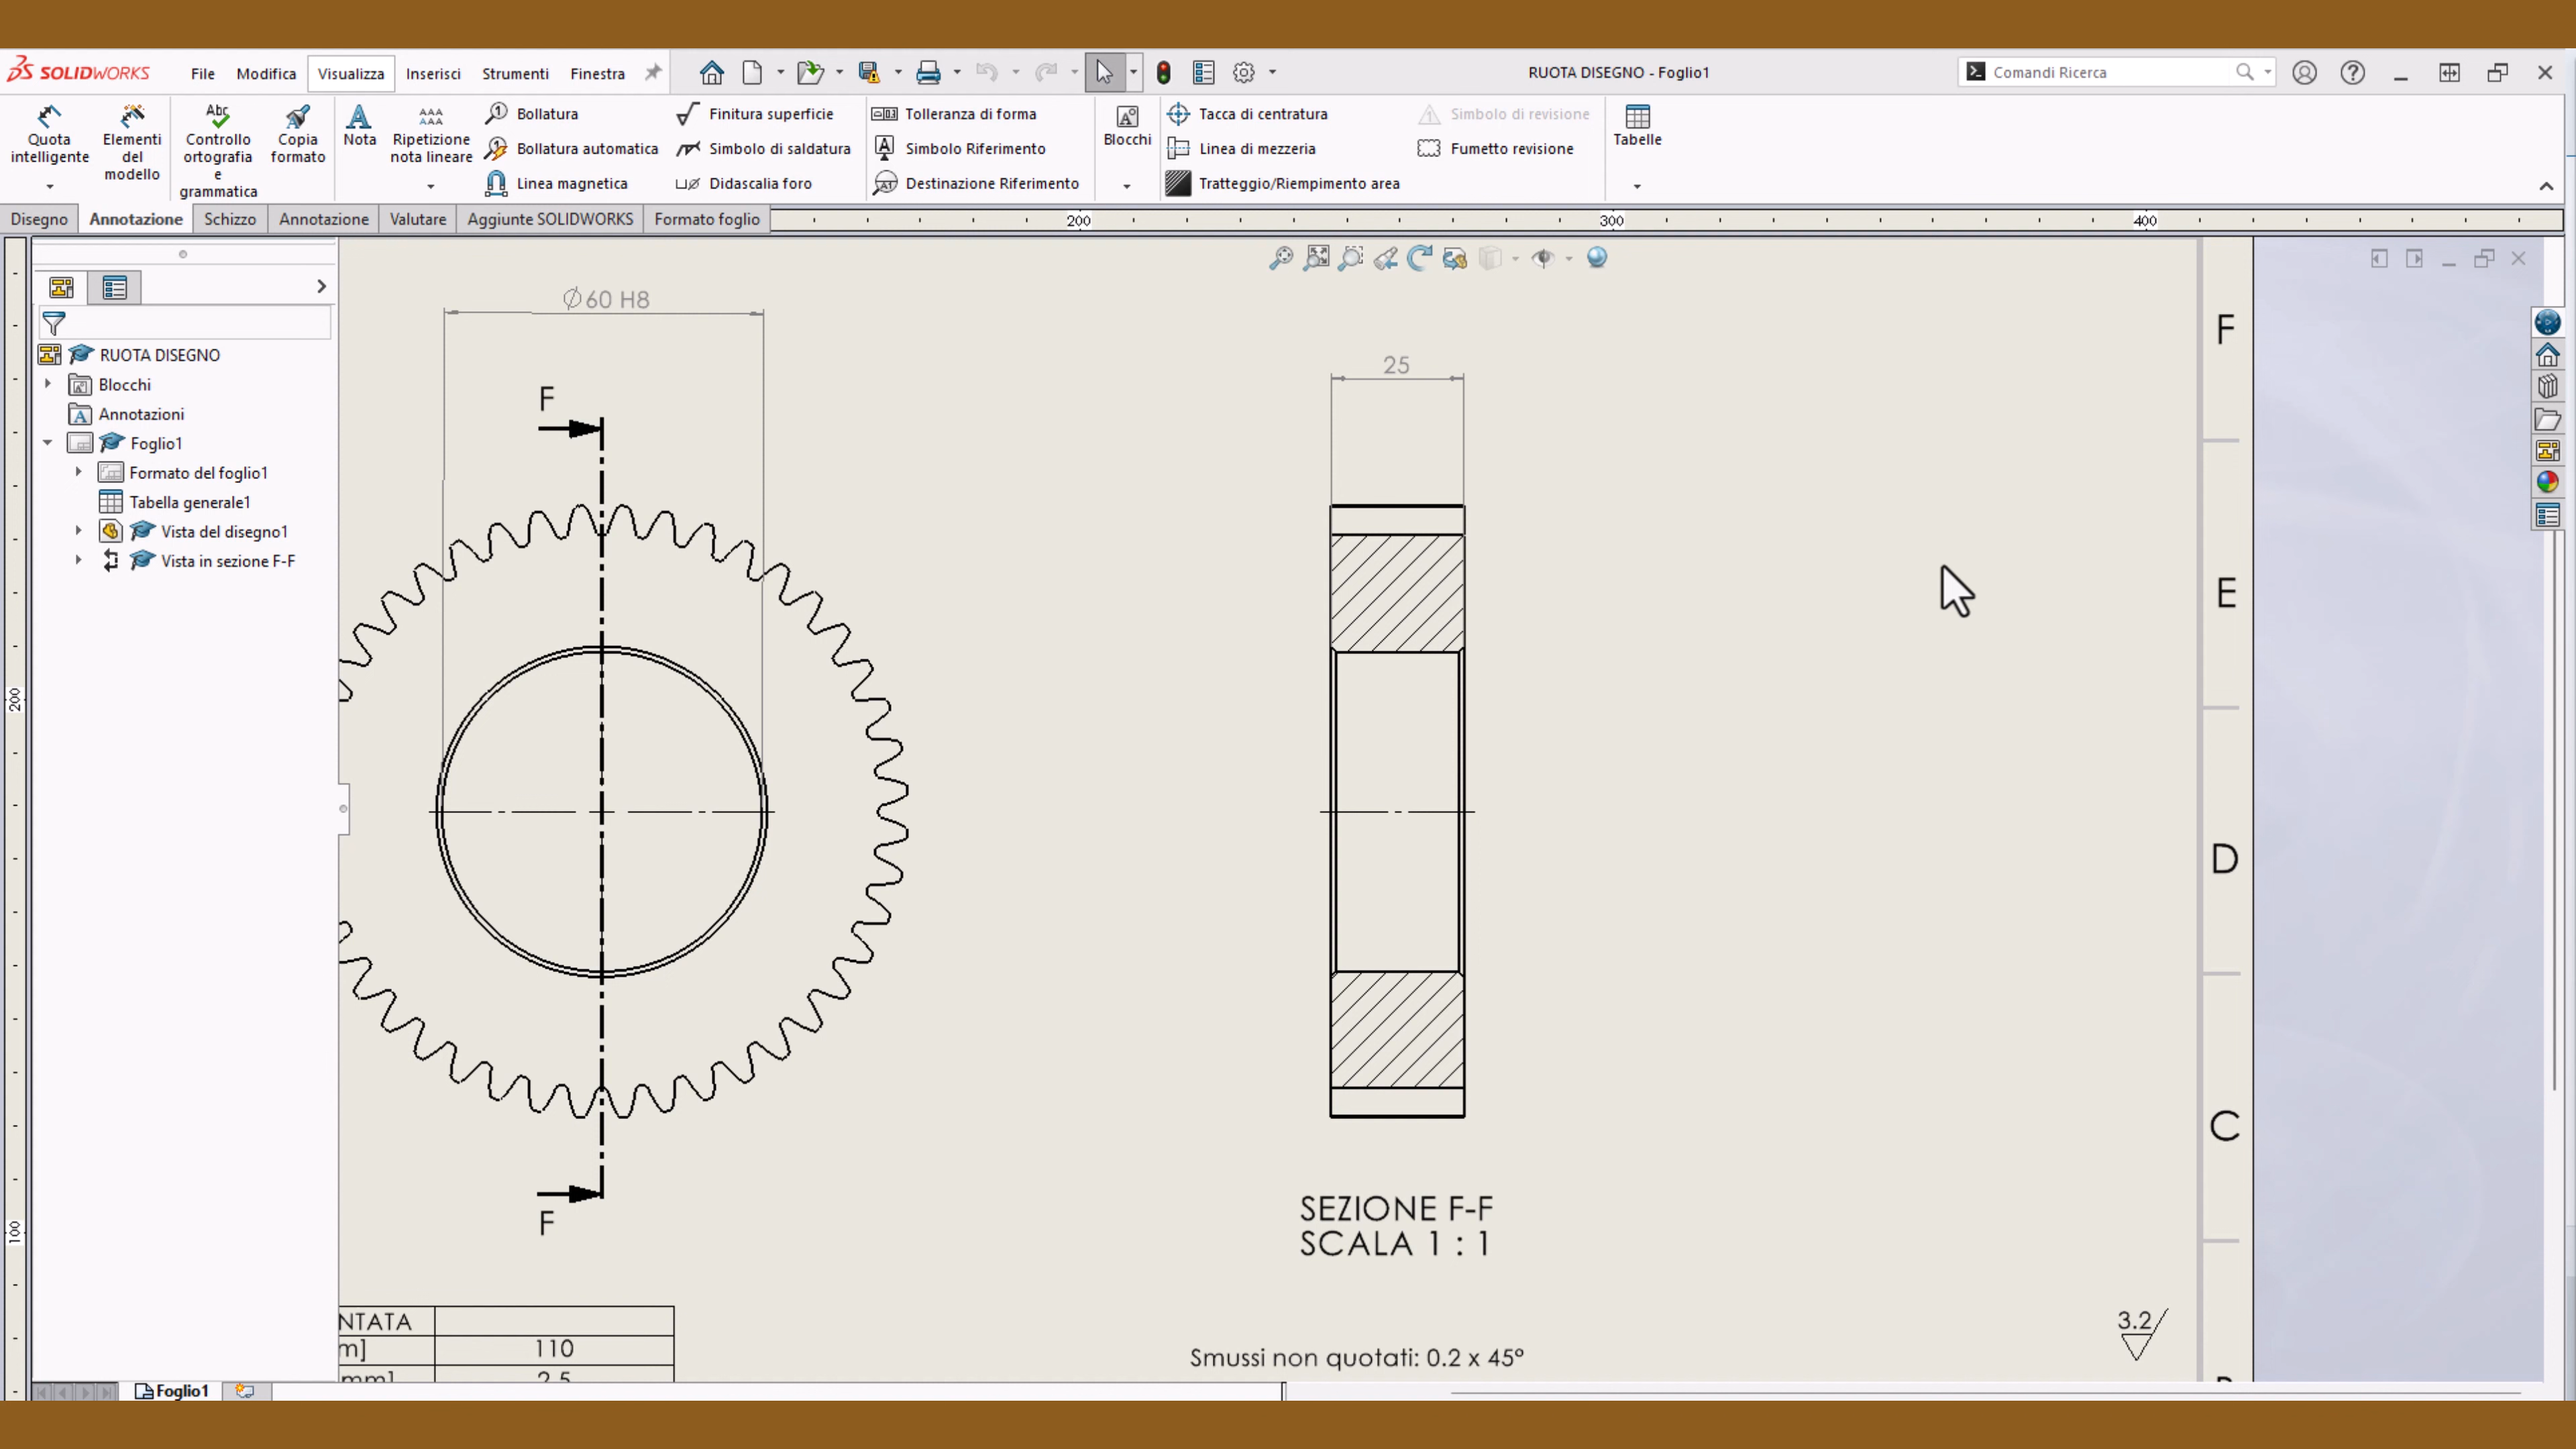 SOLIDWORKS File Modifica Visualizza Inserisci Strumenti Finestra RUOTA DISEGNO - Foglio1 Comandi Ricerca
Quota intelligente
Elementi del modello
Controllo ortografia e grammatica
Copia formato
Nota
Ripetizione nota lineare
Bollatura
Bollatura automatica
Linea magnetica
Finitura superficie
Simbolo di saldatura
Didascalia foro
Tolleranza di forma
Simbolo Riferimento
Destinazione Riferimento
Blocchi
Tacca di centratura
Linea di mezzeria
Tratteggio/Riempimento area
Simbolo di revisione
Fumetto revisione
Tabelle
Disegno Annotazione Schizzo Annotazione Valutare Aggiunte SOLIDWORKS Formato foglio
200 300 400
RUOTA DISEGNO
Blocchi
Annotazioni
Foglio1
Formato del foglio1
Tabella generale1
Vista del disegno1
Vista in sezione F-F
200
100
Ø60 H8
F
F
25
SEZIONE F-F
SCALA 1 : 1
F
E
D
C
NTATA
m] 110
mm] 2.5
Smussi non quotati: 0.2 x 45°
3.2
Foglio1